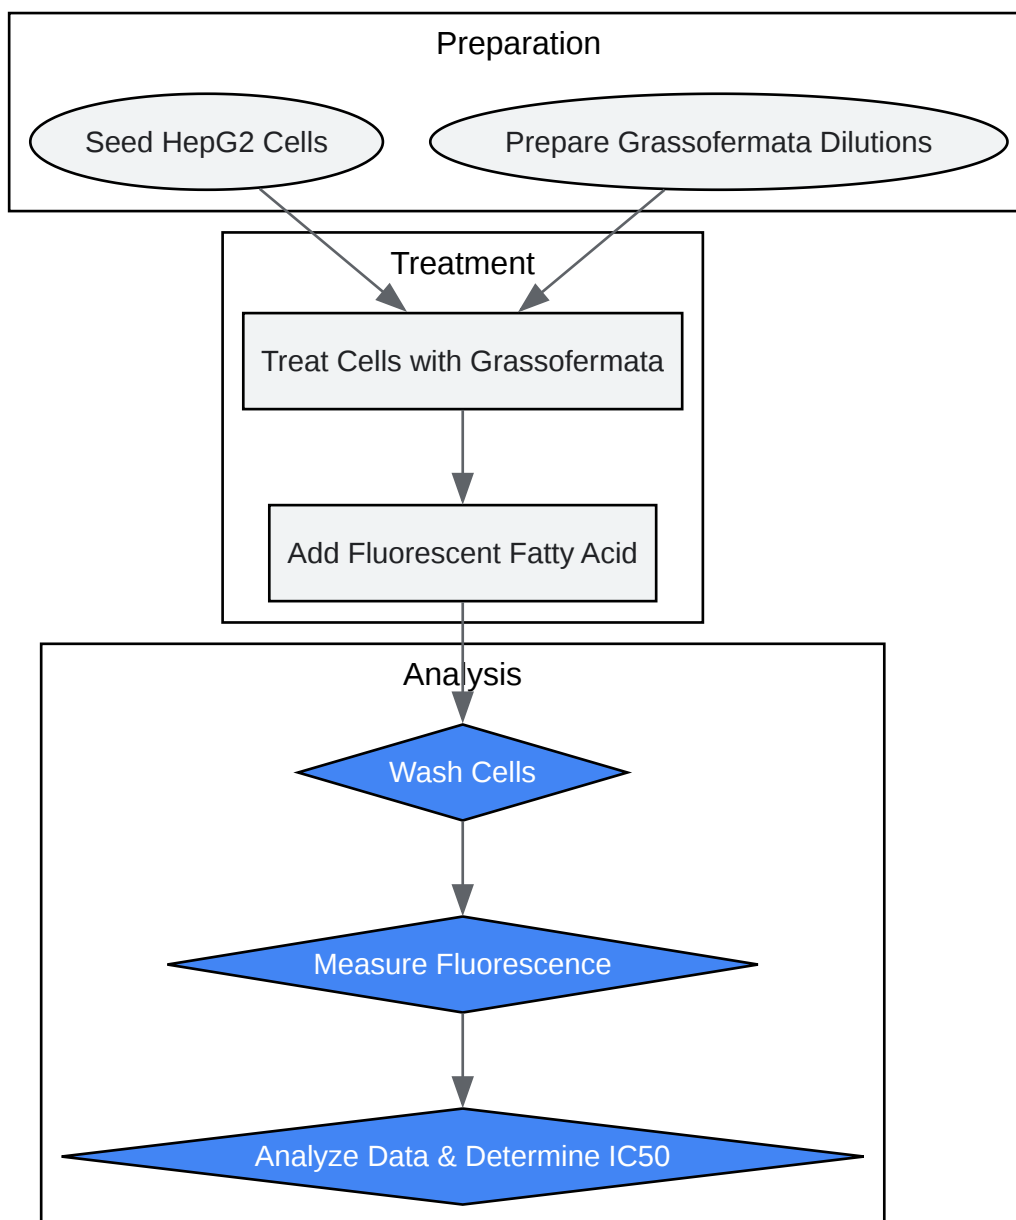 Preparation
Seed HepG2 Cells
Prepare Grassofermata Dilutions
Treatment
Treat Cells with Grassofermata
Add Fluorescent Fatty Acid
Analysis
Wash Cells
Measure Fluorescence
Analyze Data & Determine IC50